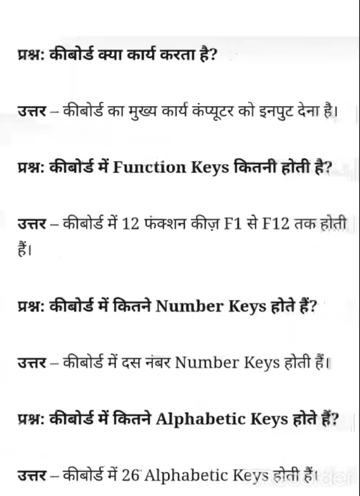 प्रश्न: कीबोर्ड क्या कार्य करता है?
उत्तर – कीबोर्ड का मुख्य कार्य कंप्यूटर को इनपुट देना है।
प्रश्न: कीबोर्ड में Function Keys कितनी होती है?
उत्तर – कीबोर्ड में 12 फंक्शन कीज़ F1 से F12 तक होती
हैं।
प्रश्न: कीबोर्ड में कितने Number Keys होते हैं?
उत्तर – कीबोर्ड में दस नंबर Number Keys होती हैं।
प्रश्न: कीबोर्ड में कितने Alphabetic Keys होते हैं?
उत्तर – कीबोर्ड में 26 Alphabetic Keys होती हैं।